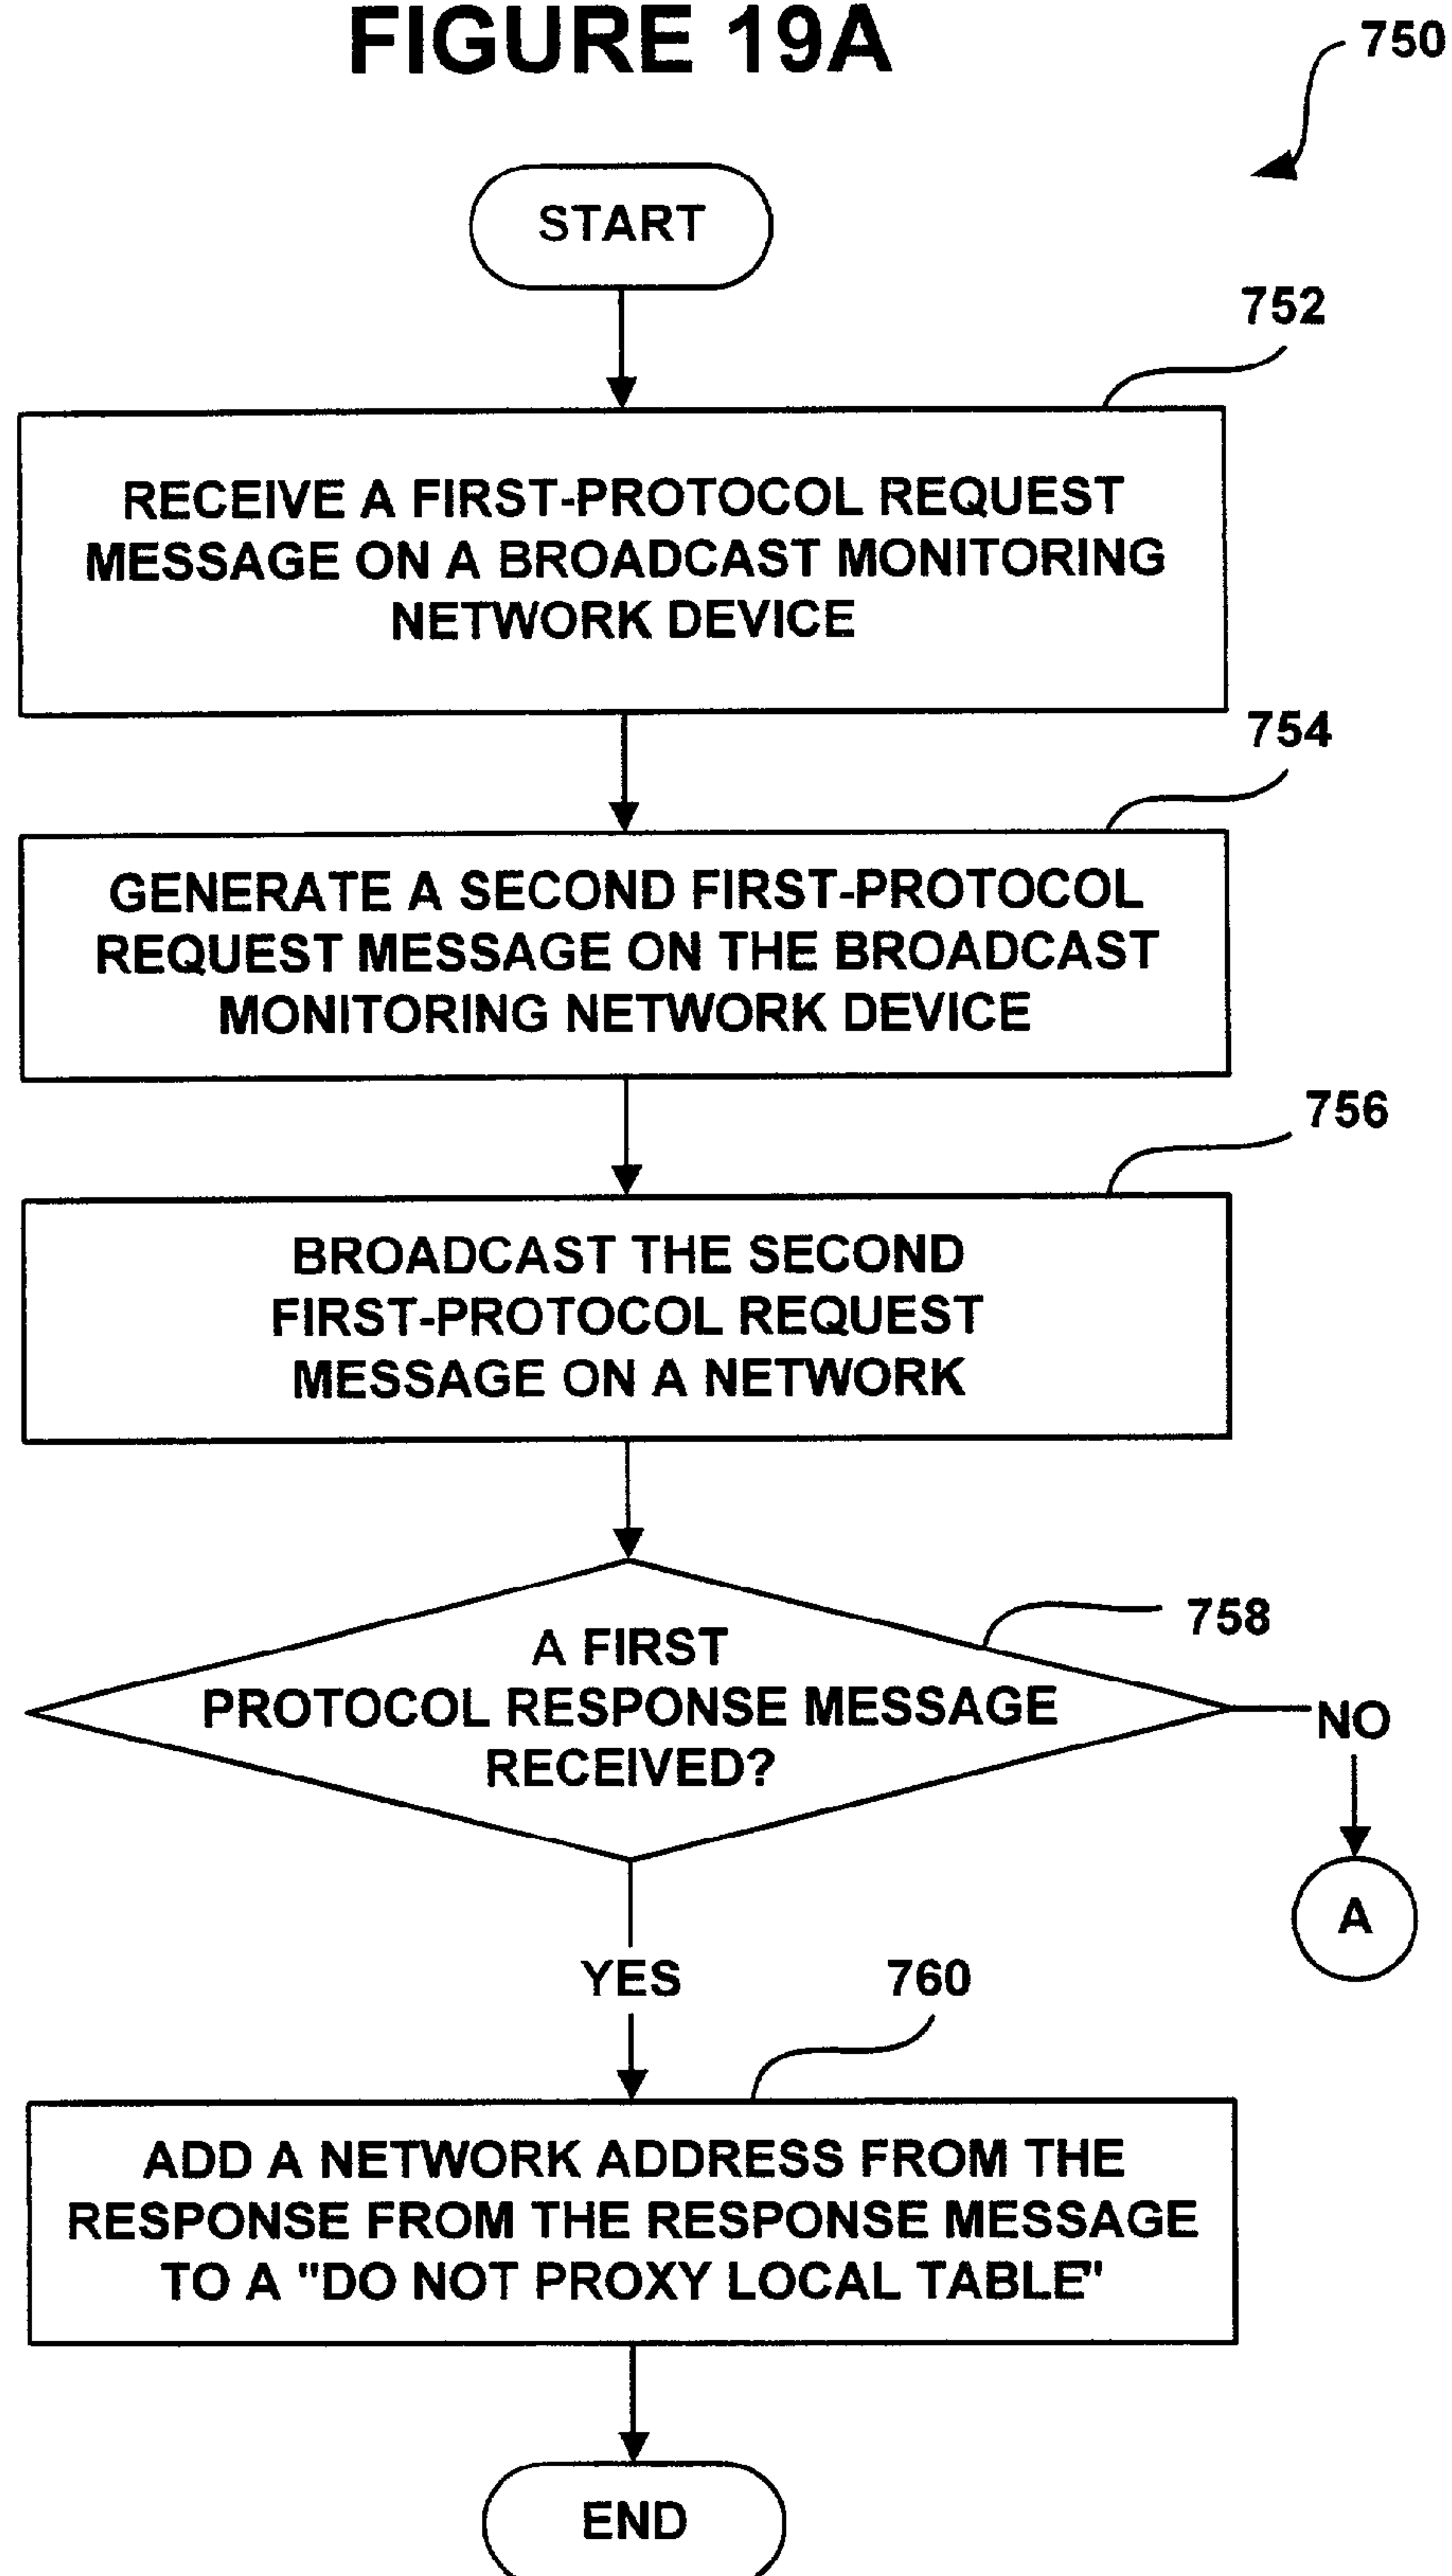 FIGURE 19A
750
START
752
RECEIVE A FIRST-PROTOCOL REQUEST
MESSAGE ON A BROADCAST MONITORING
NETWORK DEVICE
754
GENERATE A SECOND FIRST-PROTOCOL
REQUEST MESSAGE ON THE BROADCAST
MONITORING NETWORK DEVICE
756
BROADCAST THE SECOND
FIRST-PROTOCOL REQUEST
MESSAGE ON A NETWORK
758
A FIRST
PROTOCOL RESPONSE MESSAGE
RECEIVED?
NO
A
YES
760
ADD A NETWORK ADDRESS FROM THE
RESPONSE FROM THE RESPONSE MESSAGE
TO A "DO NOT PROXY LOCAL TABLE"
END